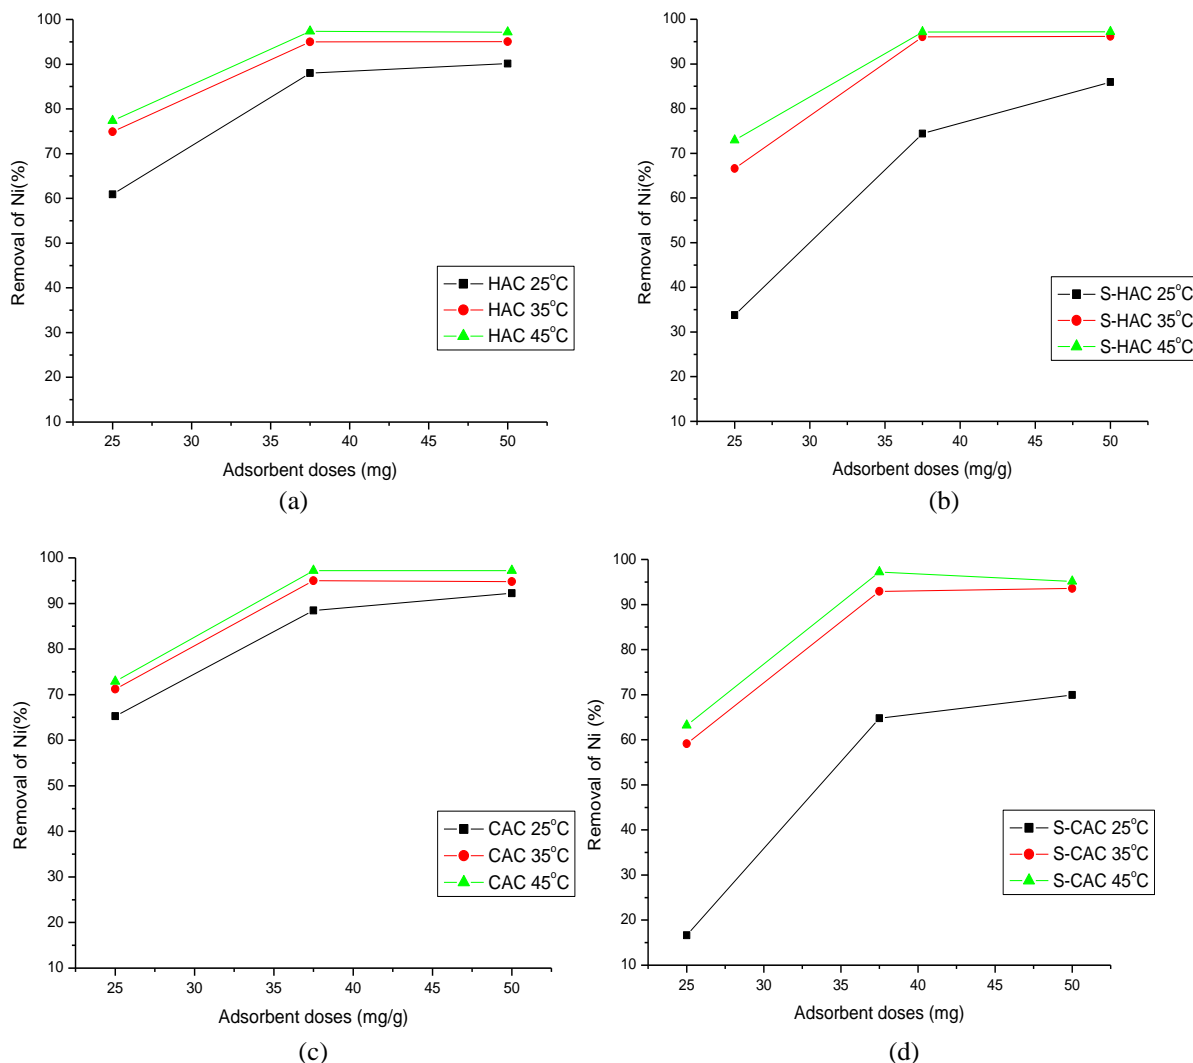 100
90
80
70
60
50
40
30
20
10
Removal of Ni(%)
HAC 25°C
HAC 35°C
HAC 45°C
25 30 35 40 45 50
Adsorbent doses (mg)
(a)
100
90
80
70
60
50
40
30
20
10
Removal of Ni(%)
S-HAC 25°C
S-HAC 35°C
S-HAC 45°C
25 30 35 40 45 50
Adsorbent doses (mg/g)
(b)
100
90
80
70
60
50
40
30
20
10
Removal of Ni(%)
CAC 25°C
CAC 35°C
CAC 45°C
25 30 35 40 45 50
Adsorbent doses (mg/g)
(c)
100
90
80
70
60
50
40
30
20
10
Removal of Ni (%)
S-CAC 25°C
S-CAC 35°C
S-CAC 45°C
25 30 35 40 45 50
Adsorbent doses (mg)
(d)